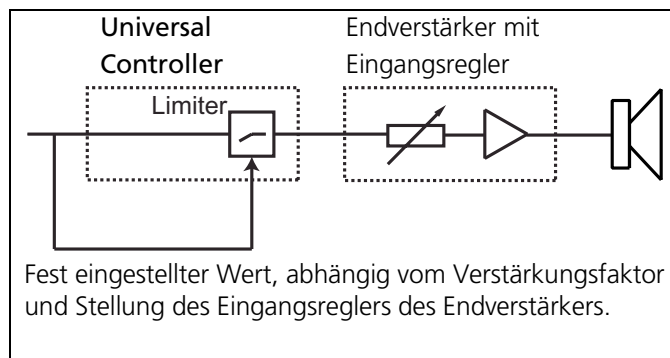 Universal
Controller
Endverstärker mit
Eingangsregler
Limiter
Fest eingestellter Wert, abhängig vom Verstärkungsfaktor
und Stellung des Eingangsreglers des Endverstärkers.